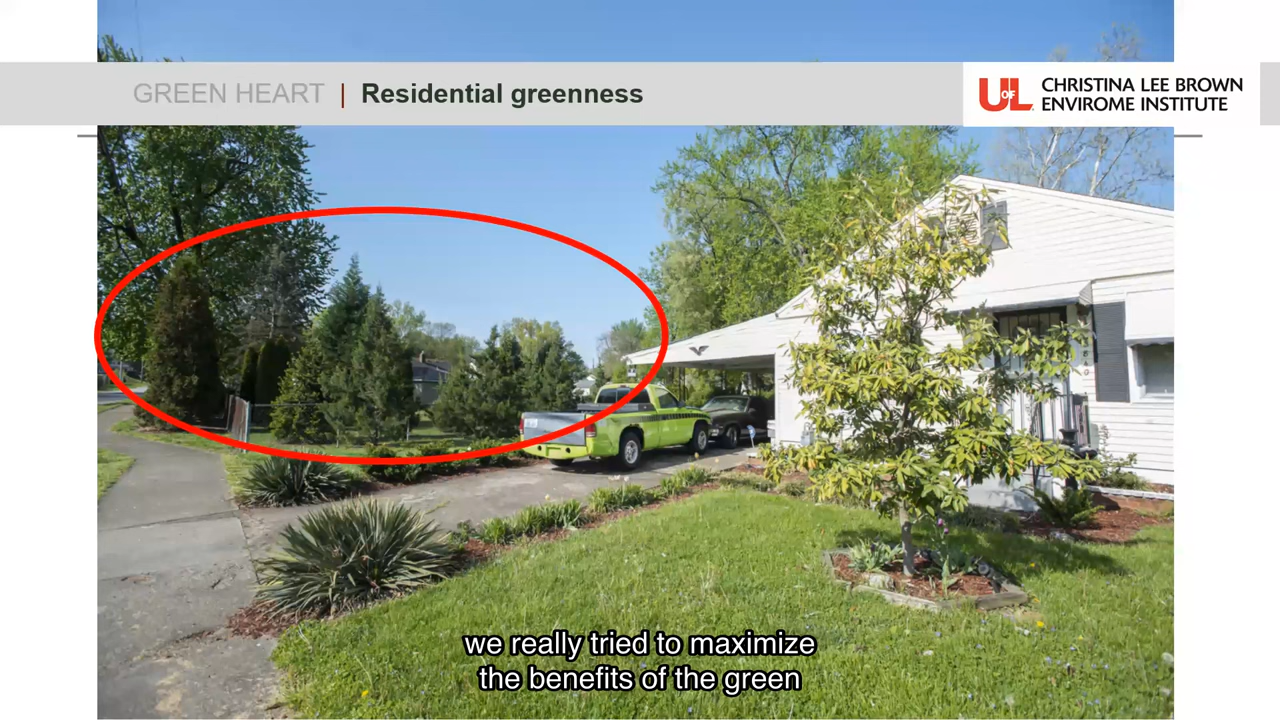 GREEN HEART | Residential greenness
UofL CHRISTINA LEE BROWN
ENVIROME INSTITUTE
we really tried to maximize
the benefits of the green